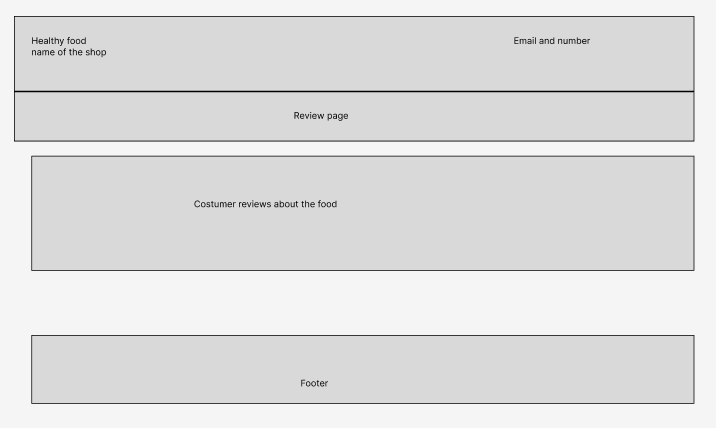 Healthy food
name of the shop
Email and number
Review page
Costumer reviews about the food
Footer